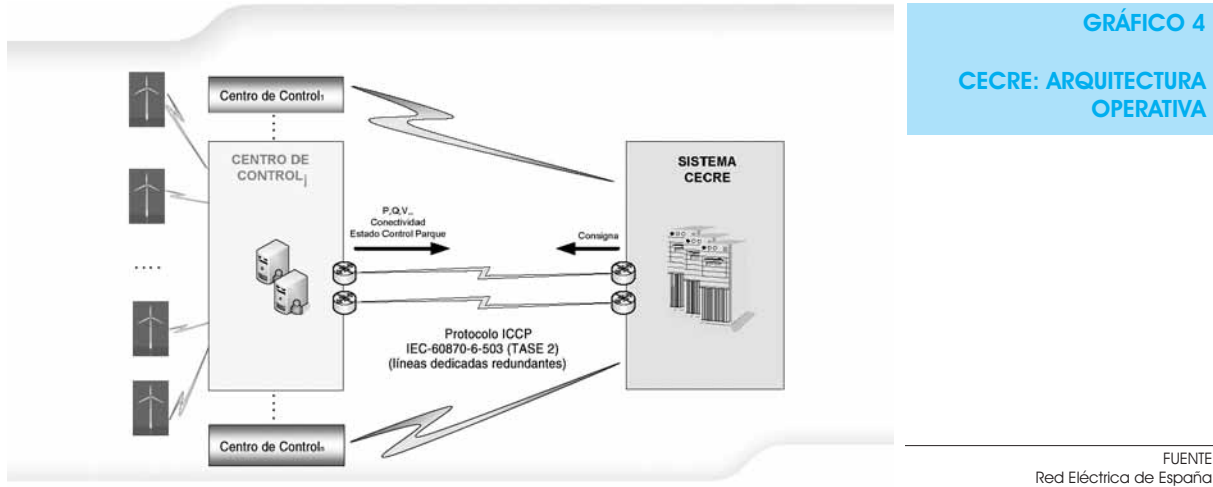 GRÁFICO 4
CECRE: ARQUITECTURA
OPERATIVA
Centro de Control₁
CENTRO DE
CONTROLⱼ
SISTEMA
CECRE
P,Q,V,..
Conectividad
Estado Control Parque
Consigna
....
Protocolo ICCP
IEC-60870-6-503 (TASE 2)
(líneas dedicadas redundantes)
Centro de Controlₙ
FUENTE
Red Eléctrica de España